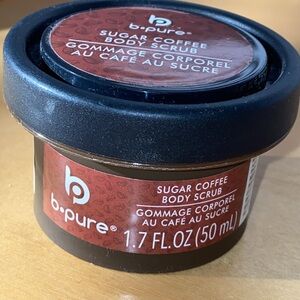 b•pure®
SUGAR COFFEE
BODY SCRUB
GOMMAGE CORPOREL
AU CAFÉ AU SUCRE
b•pure®
SUGAR COFFEE
BODY SCRUB
GOMMAGE CORPOREL
AU CAFÉ AU SUCRE
1.7 FL.OZ (50 mL)